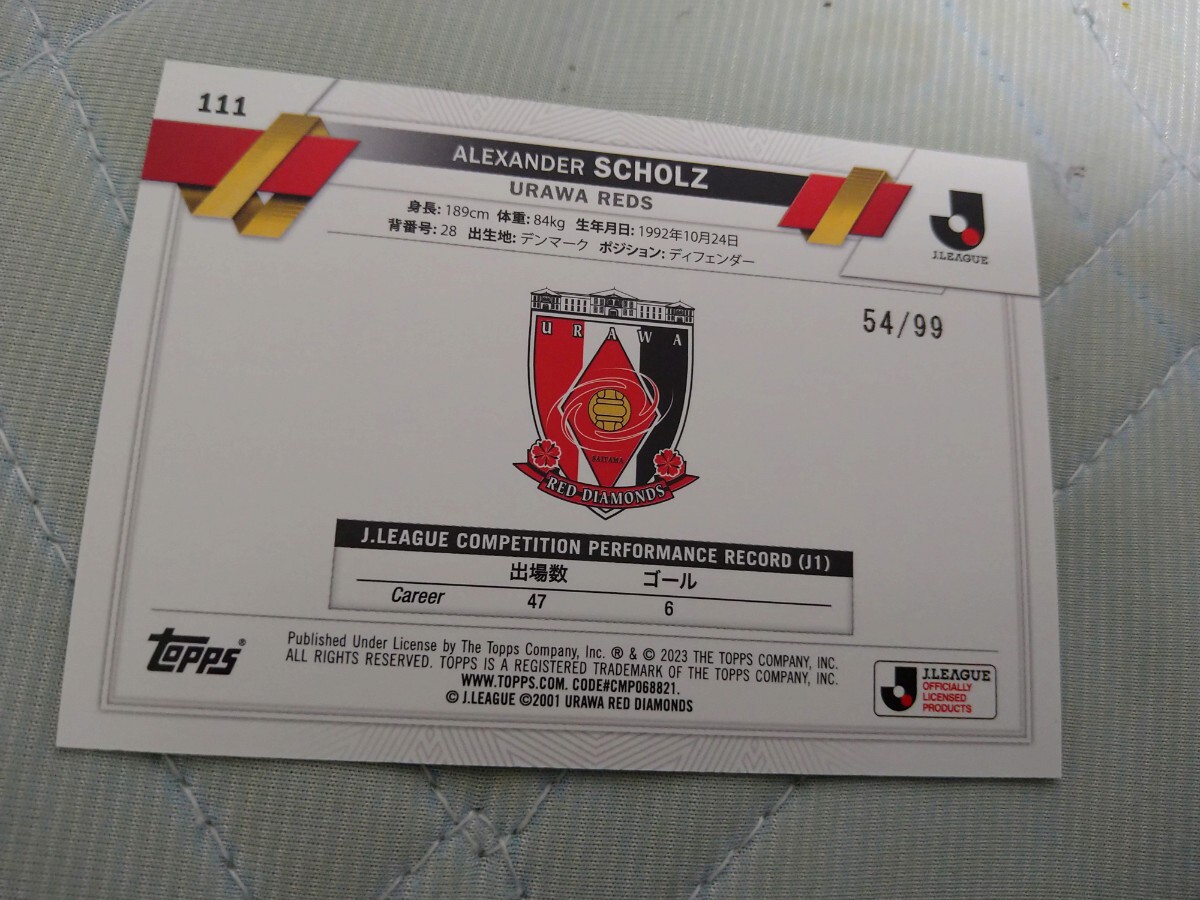 111
ALEXANDER SCHOLZ
URAWA REDS
身長: 189cm 体重: 84kg 生年月日: 1992年10月24日
背番号: 28 出生地: デンマーク ポジション: ディフェンダー
J.LEAGUE
54/99
URAWA
SAITAMA
RED DIAMONDS
J.LEAGUE COMPETITION PERFORMANCE RECORD (J1)
出場数 ゴール
Career 47 6
topps®
Published Under License by The Topps Company, Inc. ® & © 2023 THE TOPPS COMPANY, INC.
ALL RIGHTS RESERVED. TOPPS IS A REGISTERED TRADEMARK OF THE TOPPS COMPANY, INC.
WWW.TOPPS.COM. CODE#CMP068821.
© J.LEAGUE ©2001 URAWA RED DIAMONDS
J.LEAGUE
OFFICIALLY
LICENSED
PRODUCTS